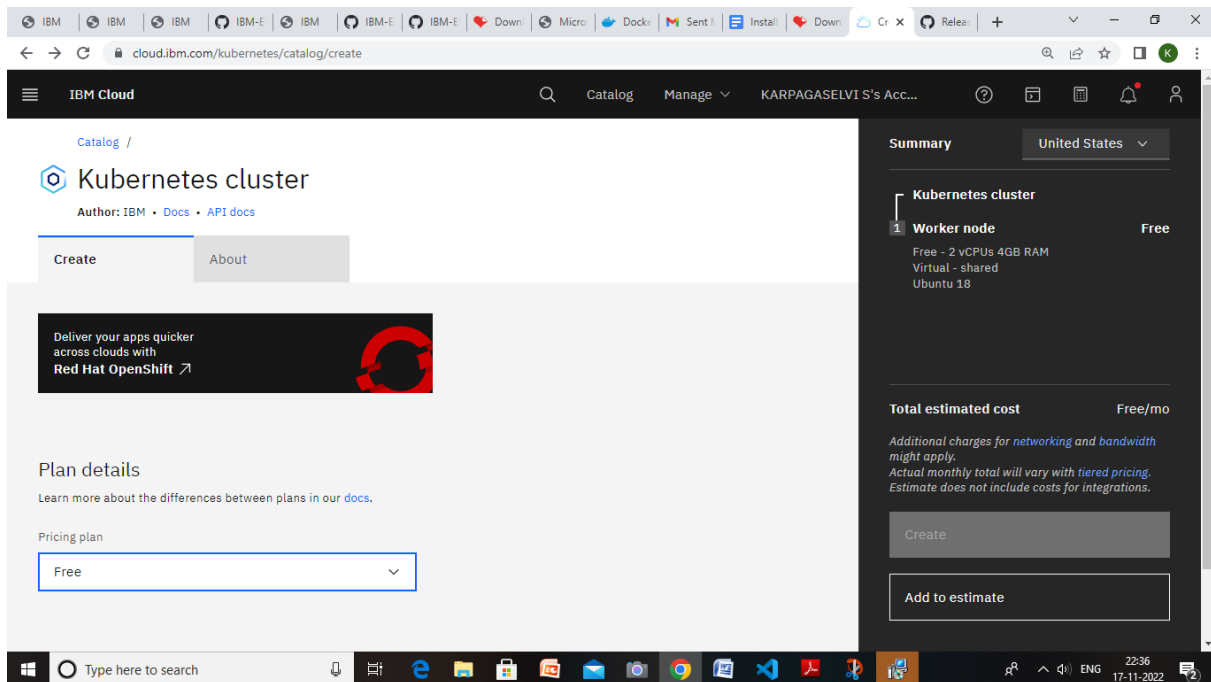 IBM
IBM
IBM
IBM-E
IBM
IBM-E
IBM-E
Downl
Micro
Docke
Sent
Install
Down
Cr
Releas
cloud.ibm.com/kubernetes/catalog/create
K
IBM Cloud
Catalog
Manage
KARPAGASELVI S's Acc...
Catalog /
Kubernetes cluster
Author: IBM • Docs • API docs
Create
About
Deliver your apps quicker
across clouds with
Red Hat OpenShift
Plan details
Learn more about the differences between plans in our docs.
Pricing plan
Free
Summary
United States
Kubernetes cluster
1 Worker node Free
Free - 2 vCPUs 4GB RAM
Virtual - shared
Ubuntu 18
Total estimated cost Free/mo
Additional charges for networking and bandwidth
might apply.
Actual monthly total will vary with tiered pricing.
Estimate does not include costs for integrations.
Create
Add to estimate
Type here to search
ENG
22:36
17-11-2022
2